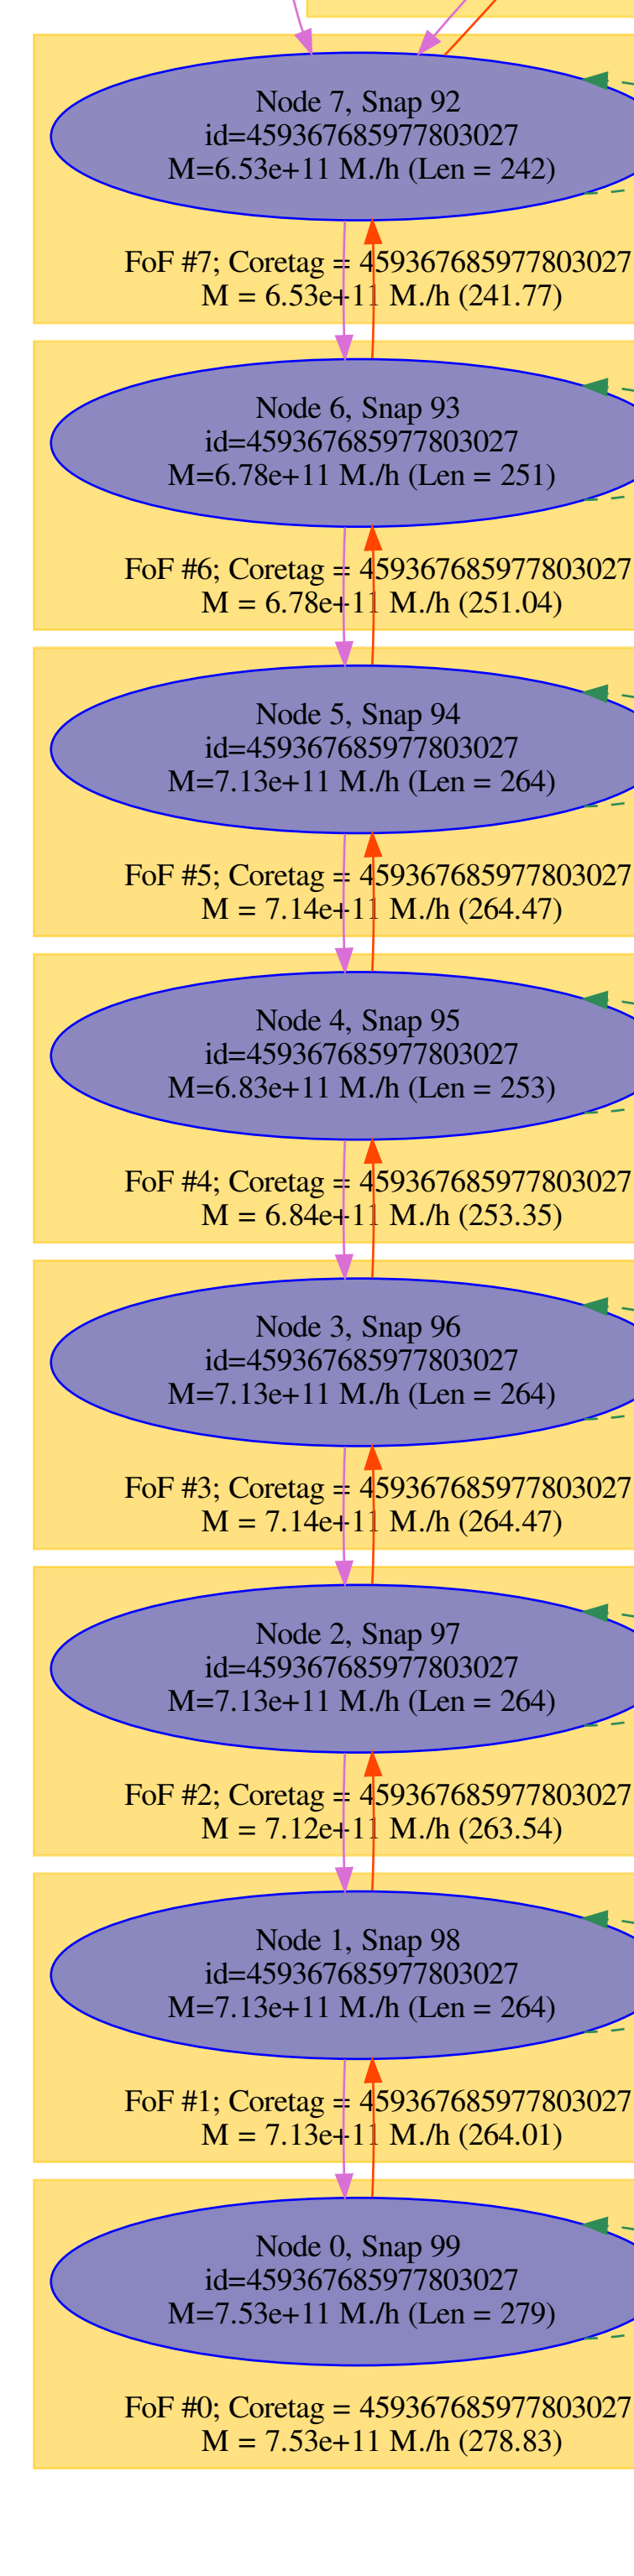 Node 7, Snap 92
id=459367685977803027
M=6.53e+11 M./h (Len = 242)
FoF #7; Coretag = 459367685977803027
M = 6.53e+11 M./h (241.77)
Node 6, Snap 93
id=459367685977803027
M=6.78e+11 M./h (Len = 251)
FoF #6; Coretag = 459367685977803027
M = 6.78e+11 M./h (251.04)
Node 5, Snap 94
id=459367685977803027
M=7.13e+11 M./h (Len = 264)
FoF #5; Coretag = 459367685977803027
M = 7.14e+11 M./h (264.47)
Node 4, Snap 95
id=459367685977803027
M=6.83e+11 M./h (Len = 253)
FoF #4; Coretag = 459367685977803027
M = 6.84e+11 M./h (253.35)
Node 3, Snap 96
id=459367685977803027
M=7.13e+11 M./h (Len = 264)
FoF #3; Coretag = 459367685977803027
M = 7.14e+11 M./h (264.47)
Node 2, Snap 97
id=459367685977803027
M=7.13e+11 M./h (Len = 264)
FoF #2; Coretag = 459367685977803027
M = 7.12e+11 M./h (263.54)
Node 1, Snap 98
id=459367685977803027
M=7.13e+11 M./h (Len = 264)
FoF #1; Coretag = 459367685977803027
M = 7.13e+11 M./h (264.01)
Node 0, Snap 99
id=459367685977803027
M=7.53e+11 M./h (Len = 279)
FoF #0; Coretag = 459367685977803027
M = 7.53e+11 M./h (278.83)